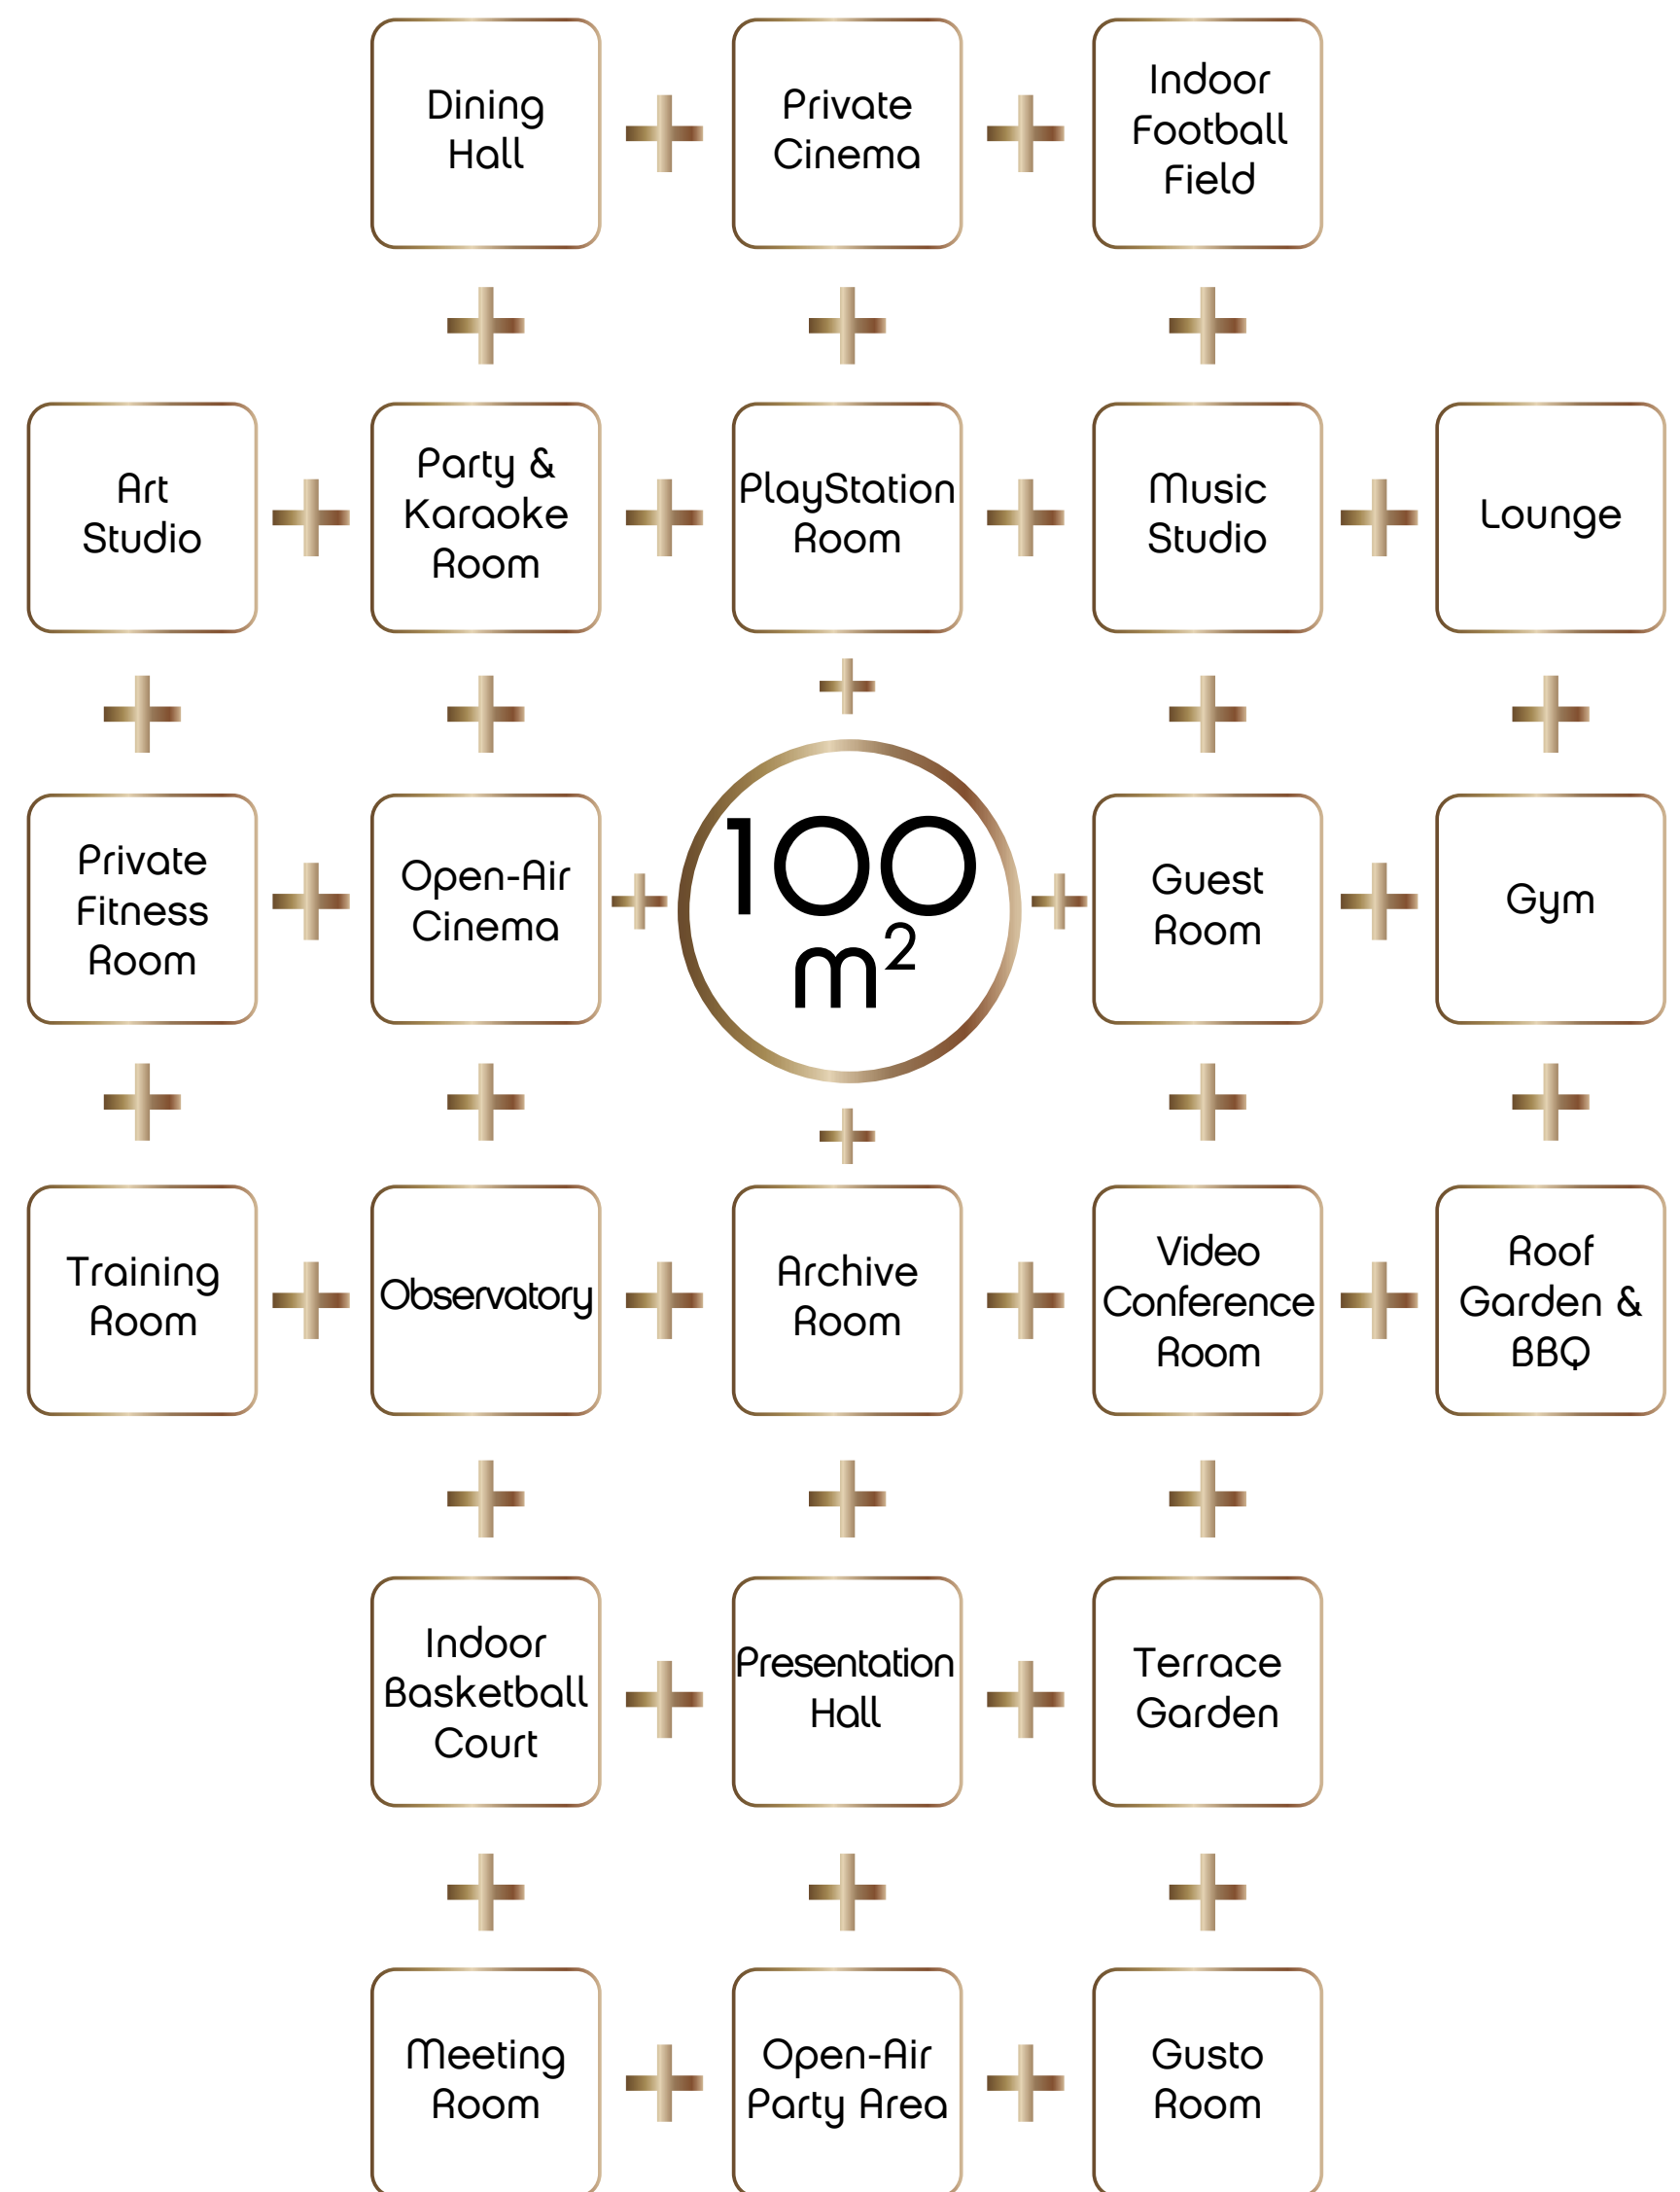 Dining
Hall
Private
Cinema
Indoor
Football
Field
Art
Studio
Party &
Karaoke
Room
PlayStation
Room
Music
Studio
Lounge
Private
Fitness
Room
Open-Air
Cinema
100
m²
Guest
Room
Gym
Training
Room
Observatory
Archive
Room
Video
Conference
Room
Roof
Garden &
BBQ
Indoor
Basketball
Court
Presentation
Hall
Terrace
Garden
Meeting
Room
Open-Air
Party Area
Gusto
Room